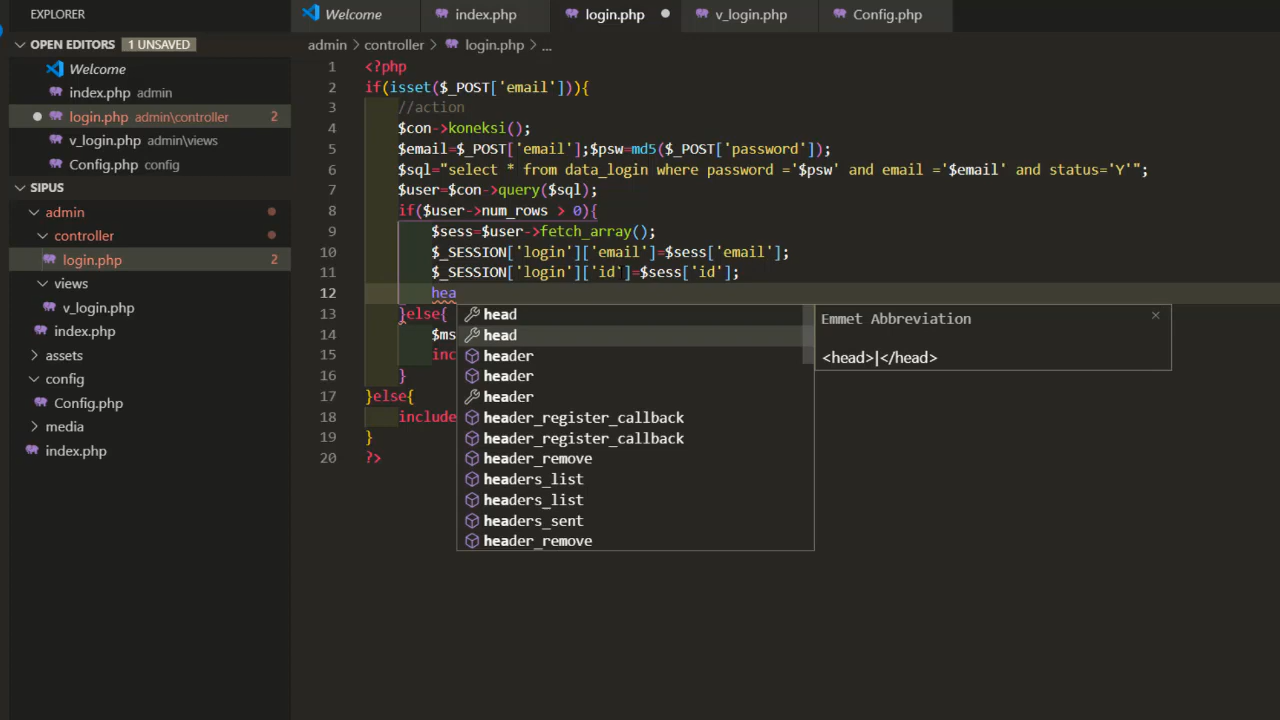 EXPLORER
Welcome
index.php
login.php
v_login.php
Config.php
OPEN EDITORS 1 UNSAVED
Welcome
index.php admin
login.php admin\controller 2
v_login.php admin\views
Config.php config
SIPUS
admin
controller
login.php 2
views
v_login.php
index.php
assets
config
Config.php
media
index.php
admin > controller > login.php > ...
1 <?php
2 if(isset($_POST['email'])){
3 //action
4 $con->koneksi();
5 $email=$_POST['email'];$psw=md5($_POST['password']);
6 $sql="select * from data_login where password ='$psw' and email ='$email' and status='Y'";
7 $user=$con->query($sql);
8 if($user->num_rows > 0){
9 $sess=$user->fetch_array();
10 $_SESSION['login']['email']=$sess['email'];
11 $_SESSION['login']['id']=$sess['id'];
12 hea
13 }else{
14 $ms
15 inc
16 }
17 }else{
18 include
19 }
20 ?>
head
head
header
header
header
header_register_callback
header_register_callback
header_remove
headers_list
headers_list
headers_sent
header_remove
Emmet Abbreviation
<head>|</head>